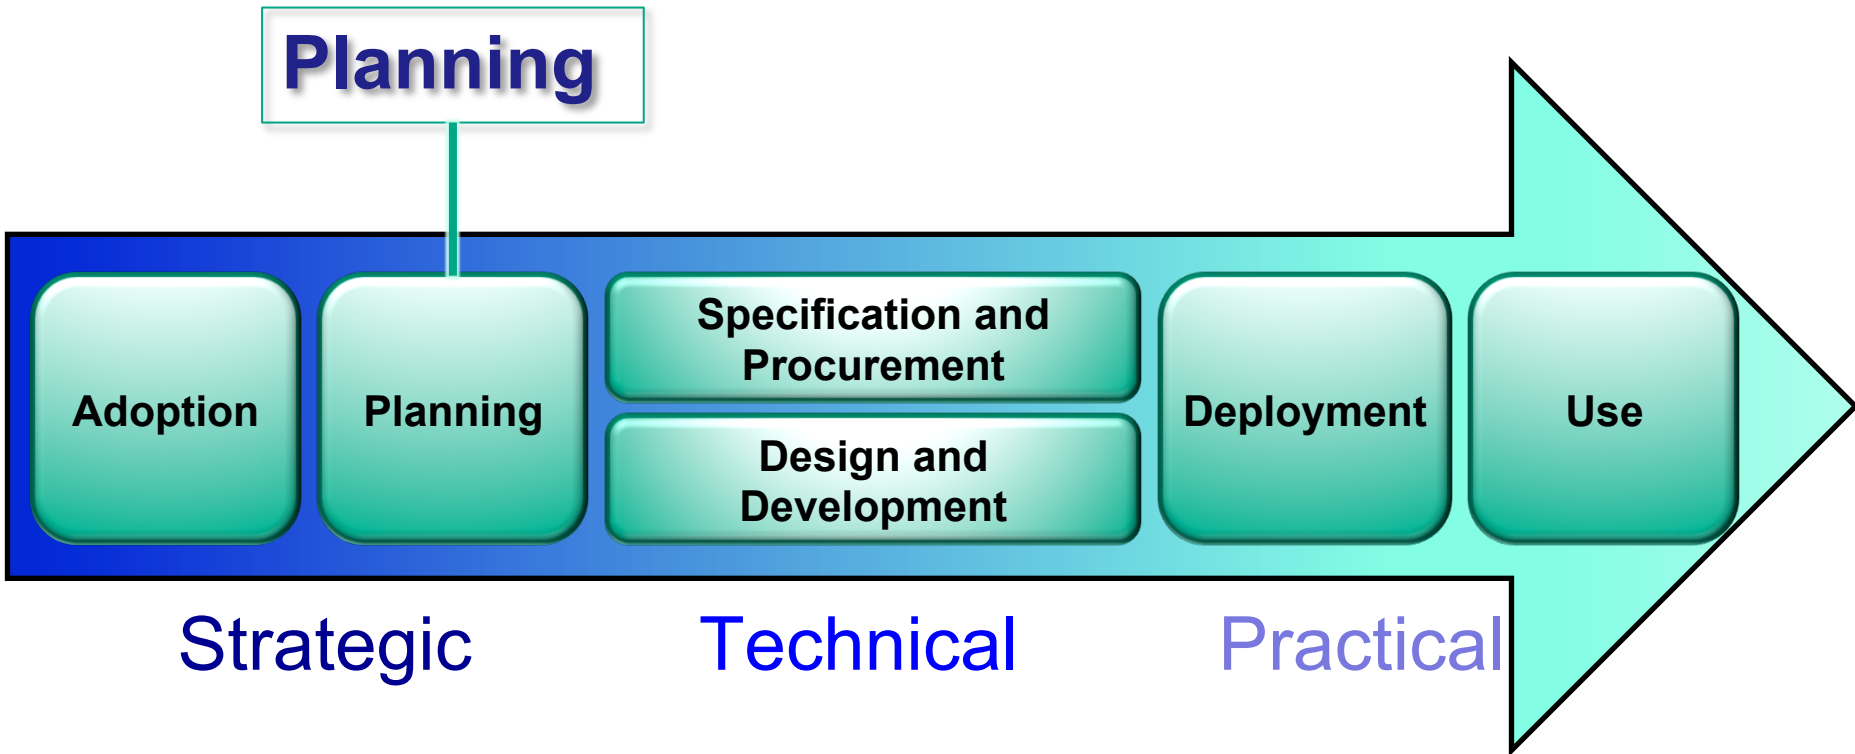 Planning
Adoption
Planning
Specification and
Procurement
Design and
Development
Deployment
Use
Strategic
Technical
Practical